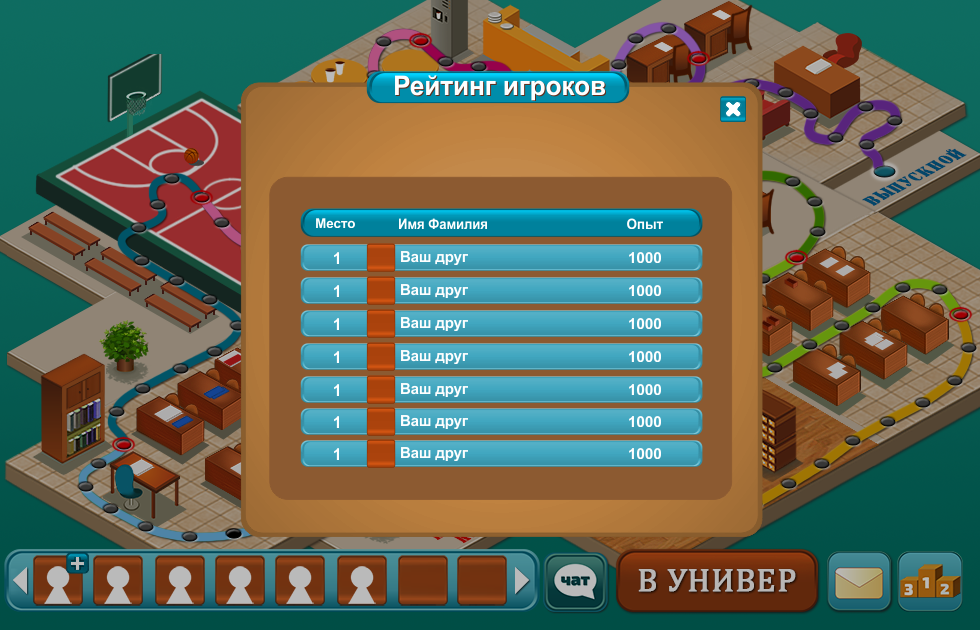 Рейтинг игроков
ВЫПУСКНОЙ
Место Имя Фамилия Опыт
1 Ваш друг 1000
1 Ваш друг 1000
1 Ваш друг 1000
1 Ваш друг 1000
1 Ваш друг 1000
1 Ваш друг 1000
1 Ваш друг 1000
чат
В УНИВЕР
3 1 2